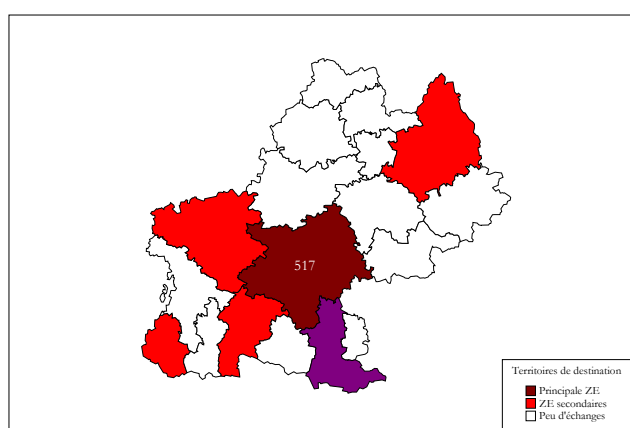 517
Territoires de destination
Principale ZE
ZE secondaires
Peu d'échanges